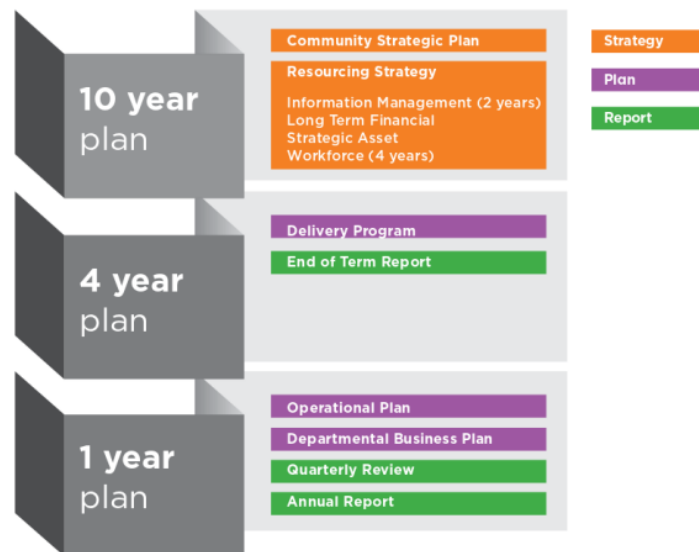 10 year
plan
Community Strategic Plan
Resourcing Strategy
Information Management (2 years)
Long Term Financial
Strategic Asset
Workforce (4 years)
4 year
plan
Delivery Program
End of Term Report
1 year
plan
Operational Plan
Departmental Business Plan
Quarterly Review
Annual Report
Strategy
Plan
Report